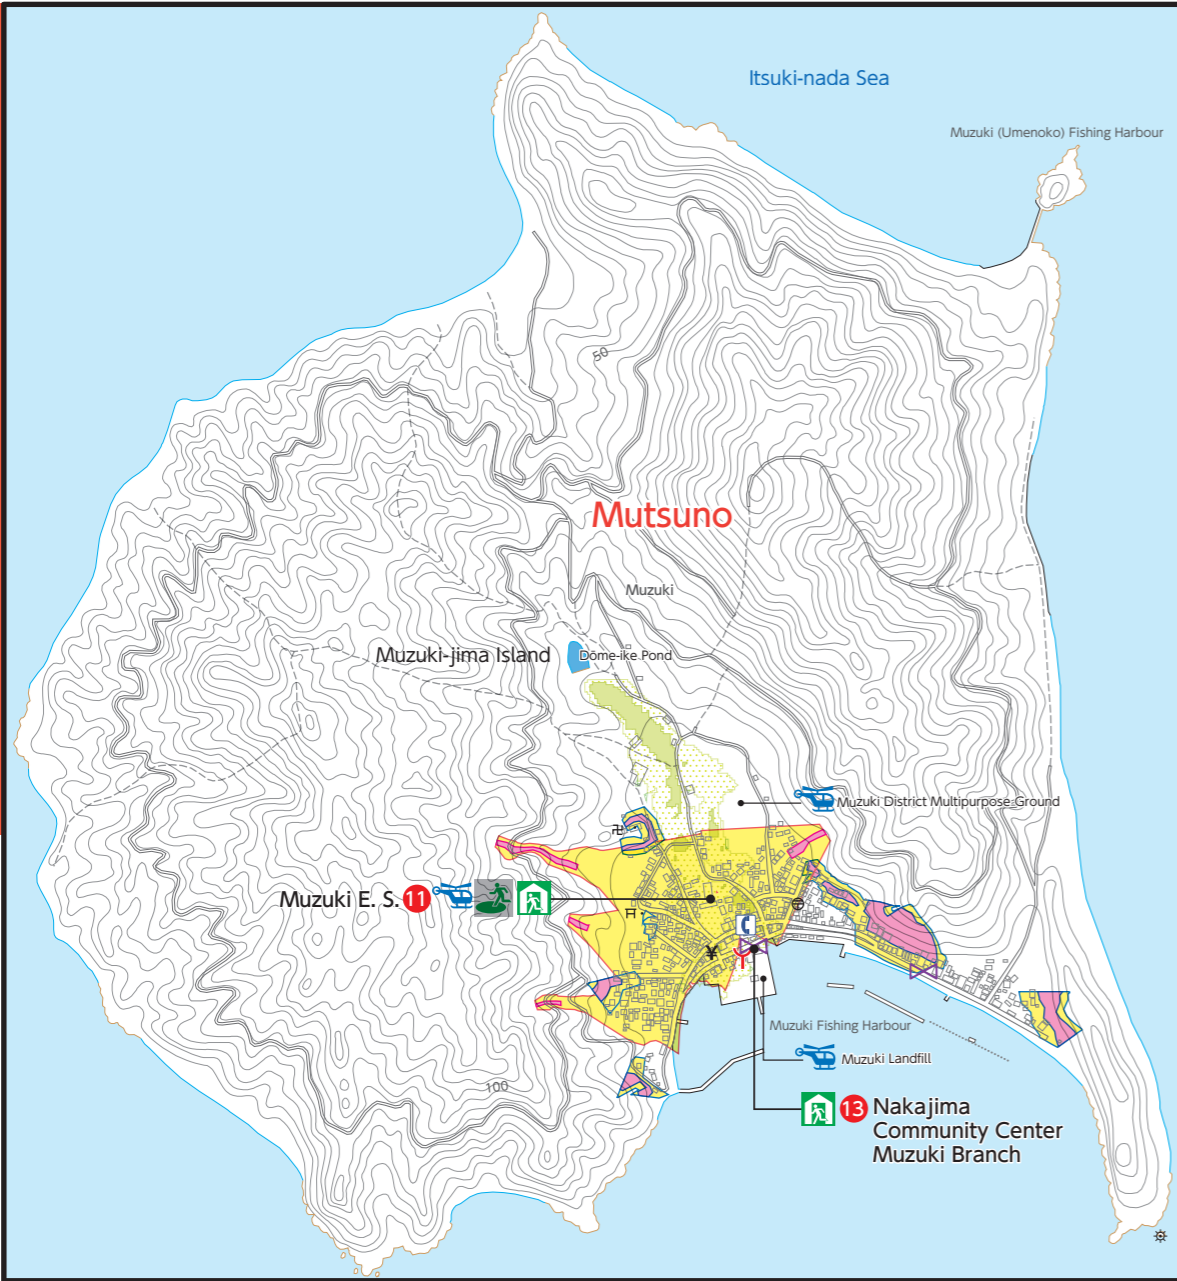 Itsuki-nada Sea
Muzuki (Umenoko) Fishing Harbour
50
Mutsuno
Muzuki
Muzuki-jima Island
Dōme-ike Pond
Muzuki District Multipurpose Ground
卍
Muzuki E. S. 11
¥
Muzuki Fishing Harbour
Muzuki Landfill
100
13 Nakajima
Community Center
Muzuki Branch